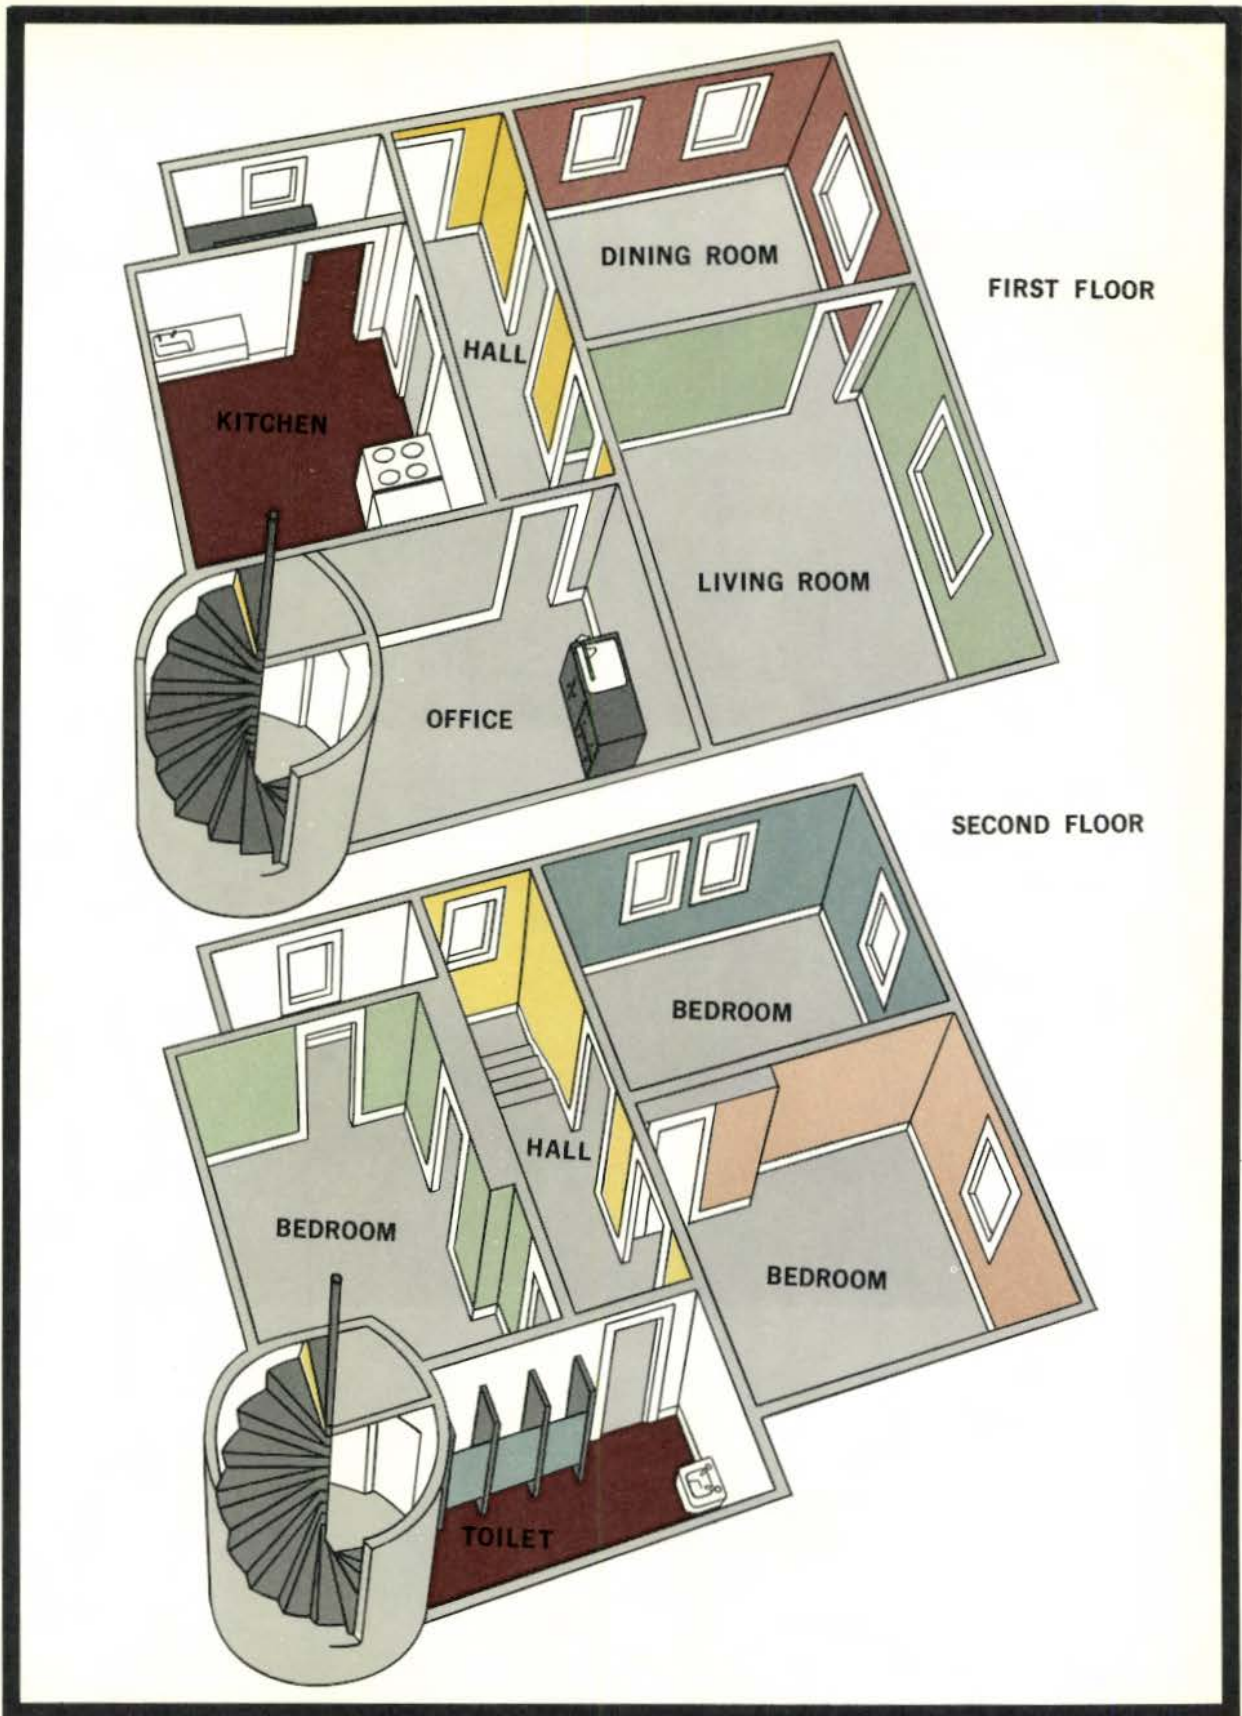 DINING ROOM
FIRST FLOOR
HALL
KITCHEN
LIVING ROOM
OFFICE
SECOND FLOOR
BEDROOM
HALL
BEDROOM
BEDROOM
TOILET